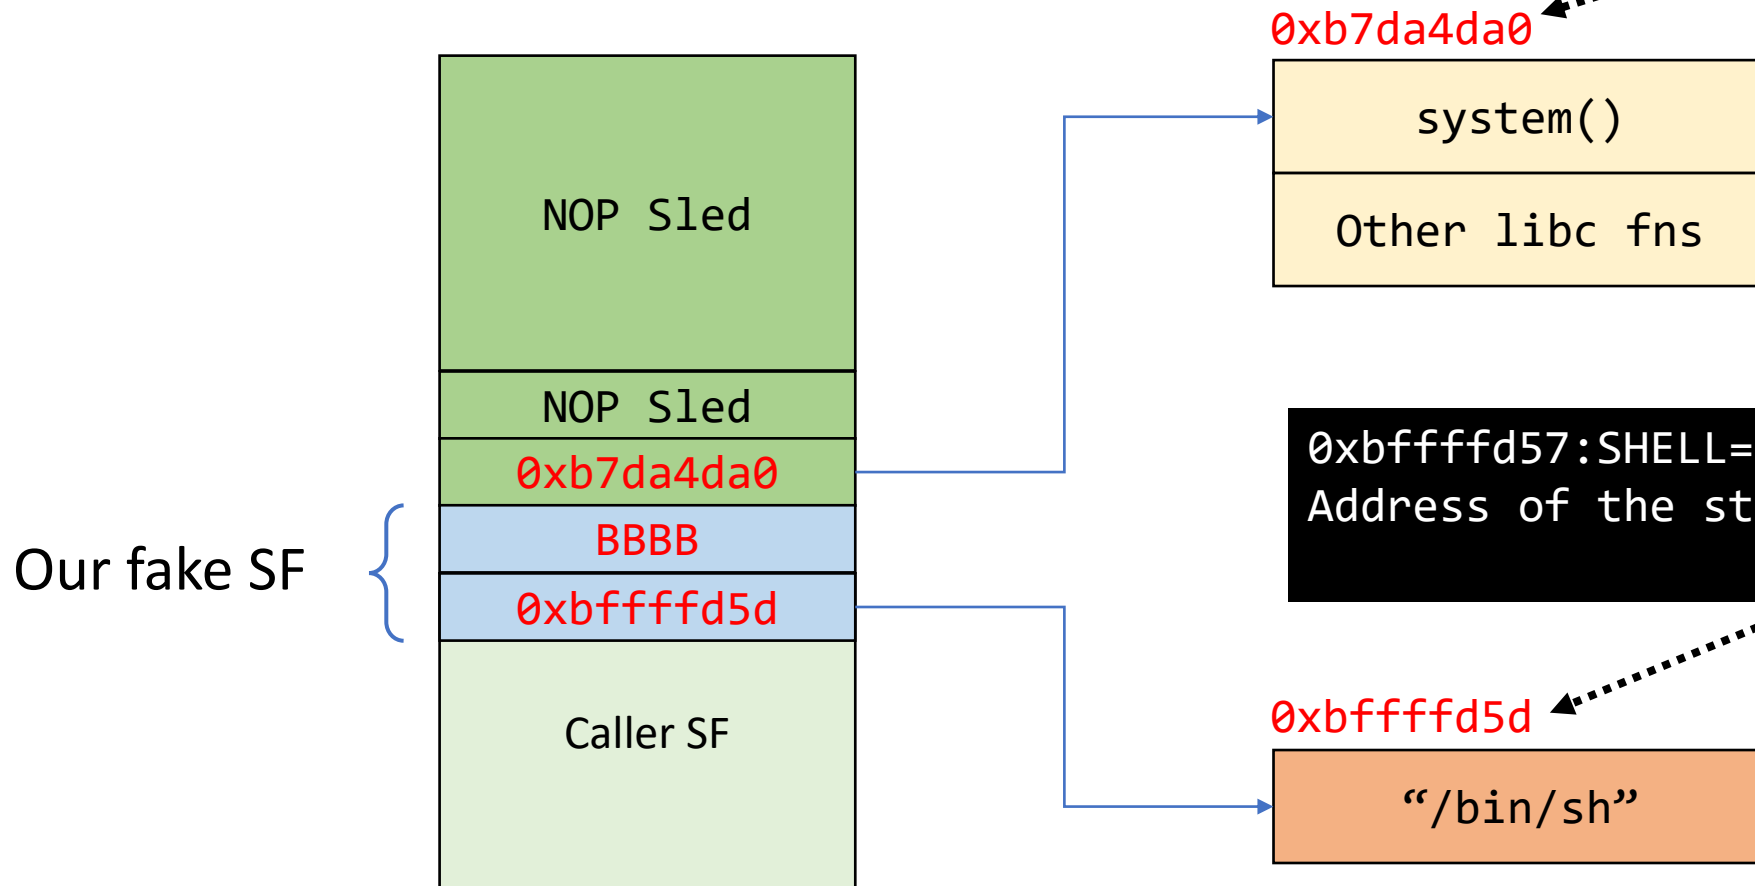 0xb7da4da0
system()
Other libc fns
NOP Sled
NOP Sled
0xb7da4da0
BBBB
0xbffffd5d
Our fake SF
Caller SF
0xbffffd57:SHELL=
Address of the st
0xbffffd5d
“/bin/sh”